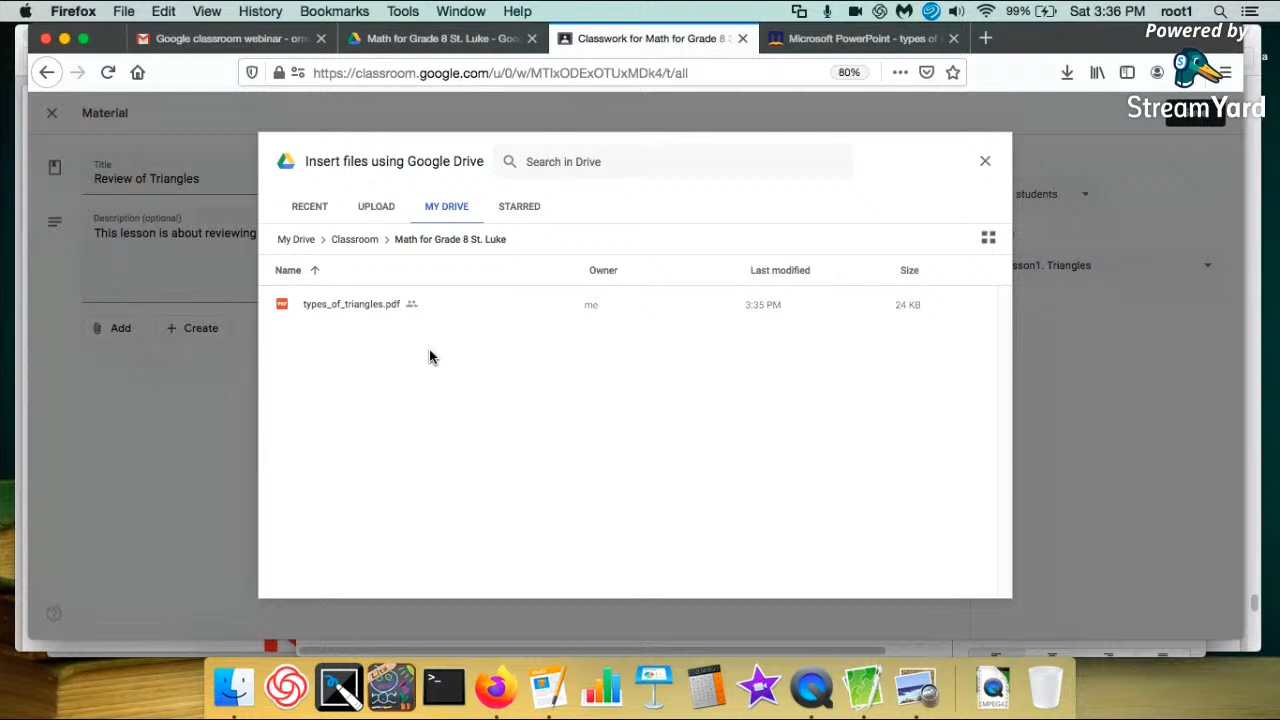 Firefox File Edit View History Bookmarks Tools Window Help 99% Sat 3:36 PM root1
Powered by
StreamYard
Google classroom webinar - om
Math for Grade 8 St. Luke - Goo
Classwork for Math for Grade 8
Microsoft PowerPoint - types of
https://classroom.google.com/u/0/w/MTIxODExOTUxMDk4/t/all
80%
Material
Title
Review of Triangles
Description (optional)
This lesson is about reviewing
Add
Create
students
sson1. Triangles
Insert files using Google Drive
Search in Drive
RECENT UPLOAD MY DRIVE STARRED
My Drive > Classroom > Math for Grade 8 St. Luke
Name Owner Last modified Size
types_of_triangles.pdf me 3:35 PM 24 KB